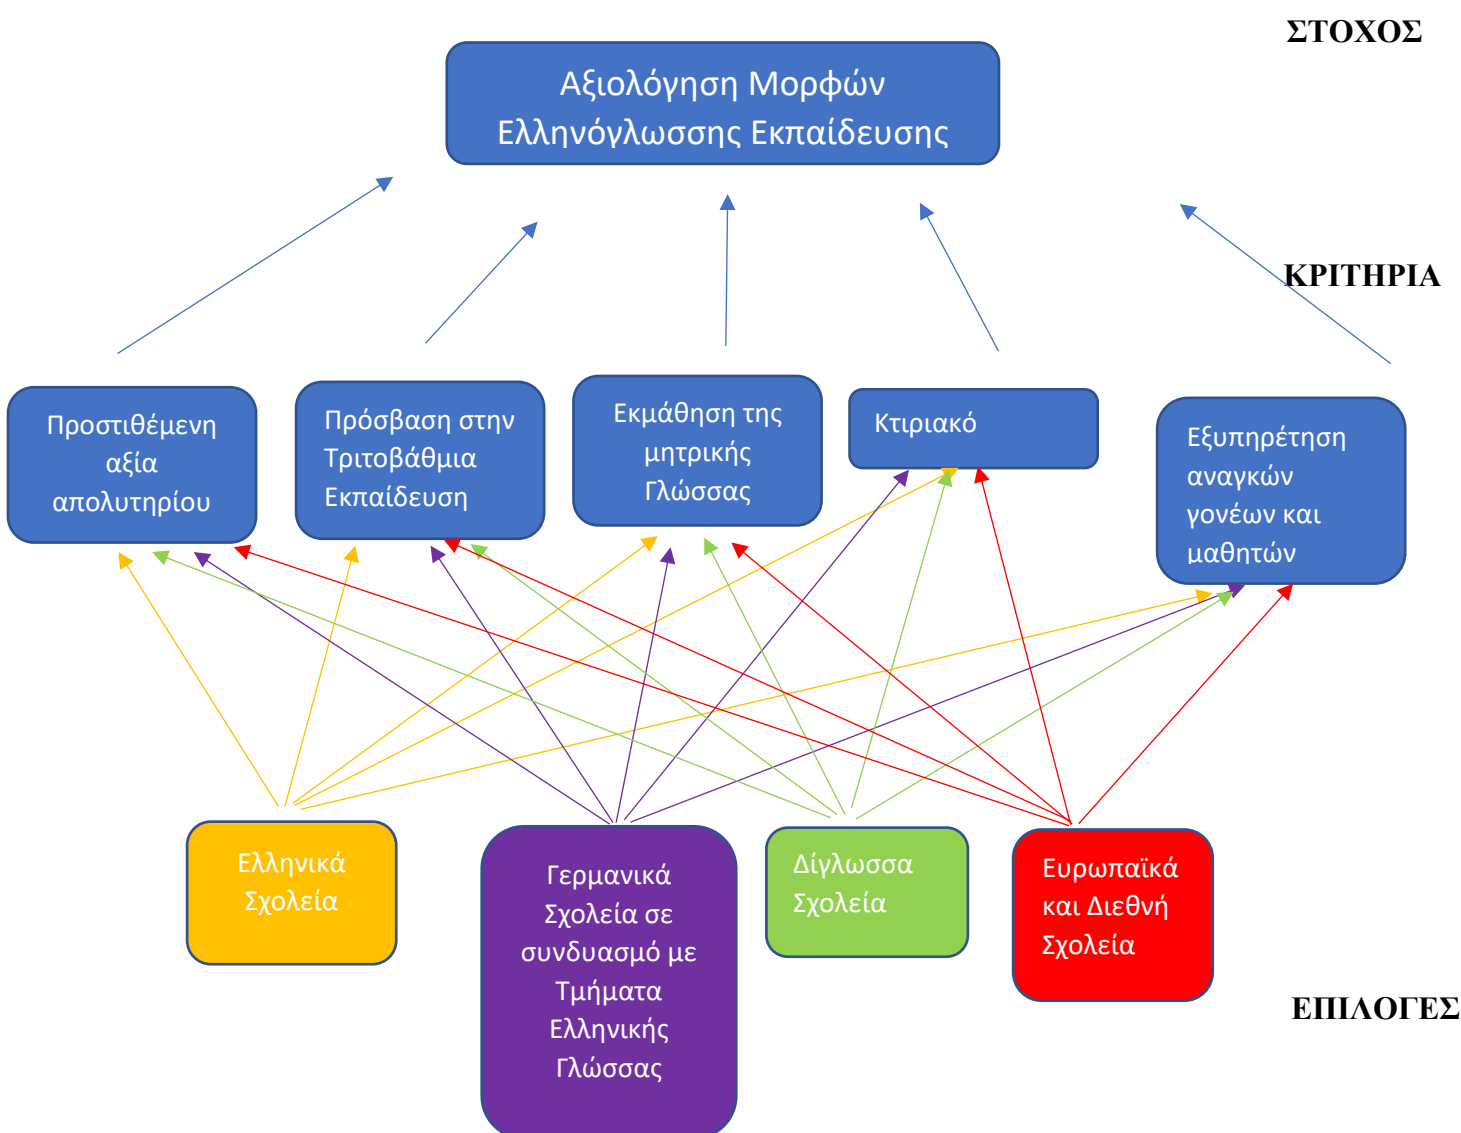 ΣΤΟΧΟΣ
Αξιολόγηση Μορφών
Ελληνόγλωσσης Εκπαίδευσης
ΚΡΙΤΗΡΙΑ
Προστιθέμενη
αξία
απολυτηρίου
Πρόσβαση στην
Τριτοβάθμια
Εκπαίδευση
Εκμάθηση της
μητρικής
Γλώσσας
Κτιριακό
Εξυπηρέτηση
αναγκών
γονέων και
μαθητών
Ελληνικά
Σχολεία
Γερμανικά
Σχολεία σε
συνδυασμό με
Τμήματα
Ελληνικής
Γλώσσας
Δίγλωσσα
Σχολεία
Ευρωπαϊκά
και Διεθνή
Σχολεία
ΕΠΙΛΟΓΕΣ